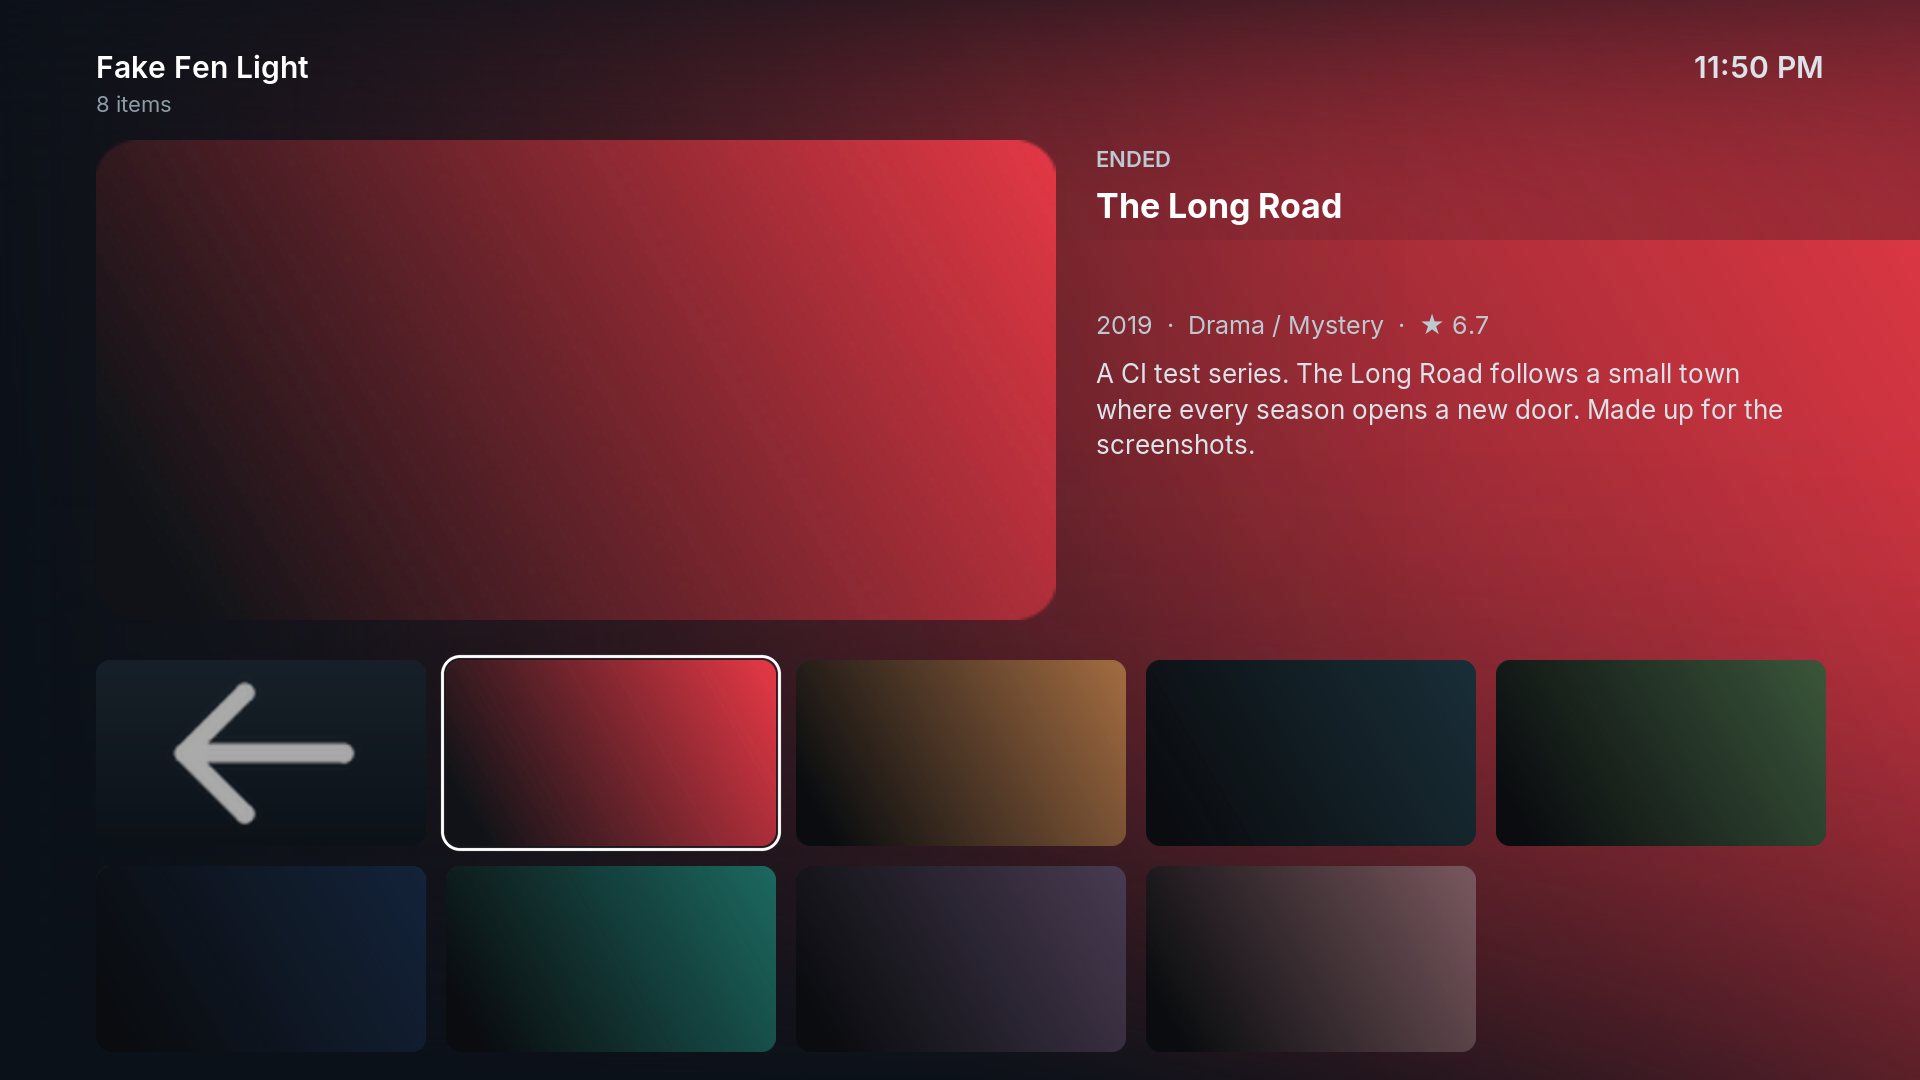 Fake Fen Light
8 items
11:50 PM
ENDED
The Long Road
2019 · Drama / Mystery · ★ 6.7
A CI test series. The Long Road follows a small town
where every season opens a new door. Made up for the
screenshots.